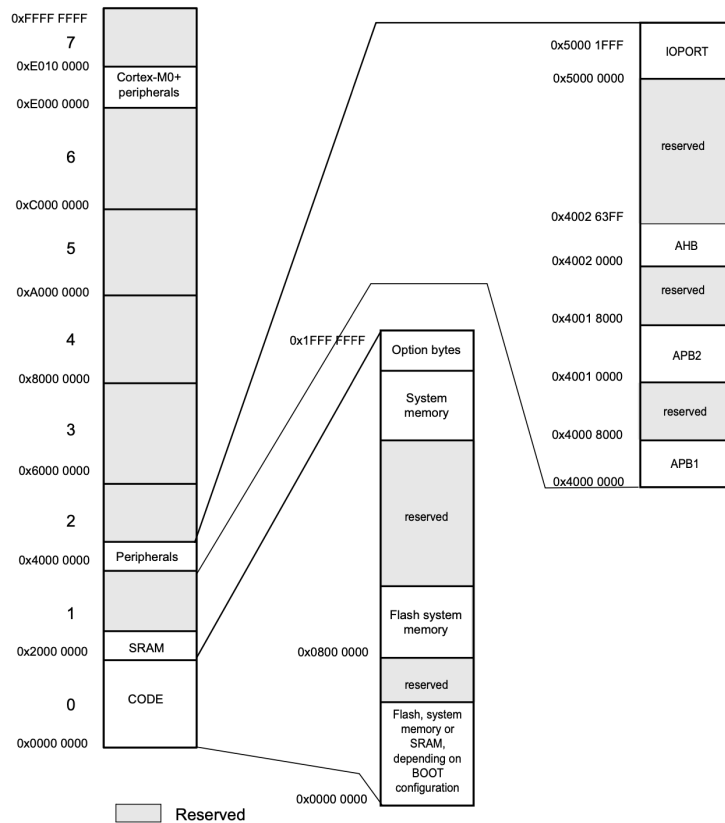 0xFFFF FFFF
7
0xE010 0000
Cortex-M0+
peripherals
0xE000 0000
6
0xC000 0000
5
0xA000 0000
4
0x8000 0000
3
0x6000 0000
2
Peripherals
0x4000 0000
1
SRAM
0x2000 0000
CODE
0
0x0000 0000
0x1FFF FFFF
Option bytes
System
memory
reserved
Flash system
memory
0x0800 0000
reserved
Flash, system
memory or
SRAM,
depending on
BOOT
configuration
0x0000 0000
0x5000 1FFF
IOPORT
0x5000 0000
reserved
0x4002 63FF
AHB
0x4002 0000
reserved
0x4001 8000
APB2
0x4001 0000
reserved
0x4000 8000
APB1
0x4000 0000
Reserved